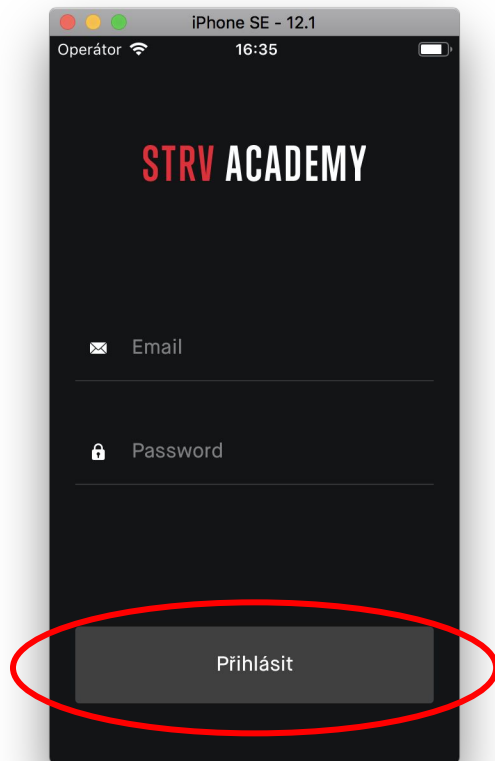 iPhone SE - 12.1
Operátor 16:35
STRV ACADEMY
Email
Password
Přihlásit